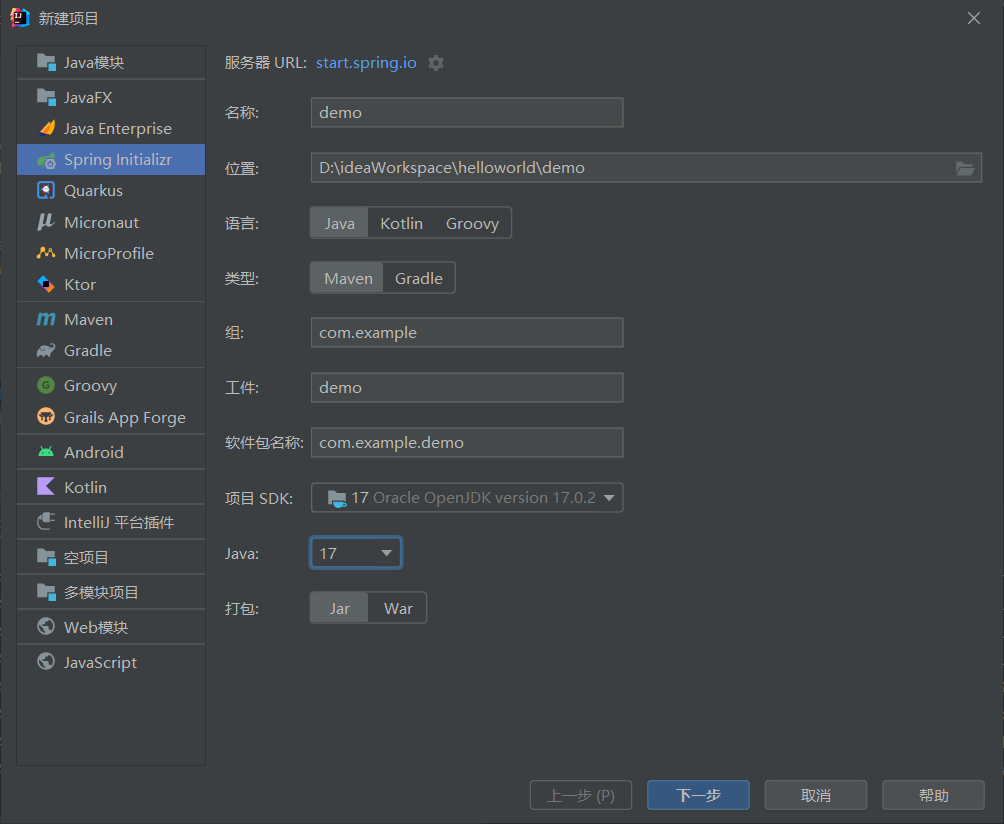 新建项目
Java模块
JavaFX
Java Enterprise
Spring Initializr
Quarkus
Micronaut
MicroProfile
Ktor
Maven
Gradle
Groovy
Grails App Forge
Android
Kotlin
IntelliJ 平台插件
空项目
多模块项目
Web模块
JavaScript
服务器 URL: start.spring.io
名称: demo
位置: D:\ideaWorkspace\helloworld\demo
语言: Java Kotlin Groovy
类型: Maven Gradle
组: com.example
工件: demo
软件包名称: com.example.demo
项目 SDK: 17 Oracle OpenJDK version 17.0.2
Java: 17
打包: Jar War
上一步 (P) 下一步 取消 帮助